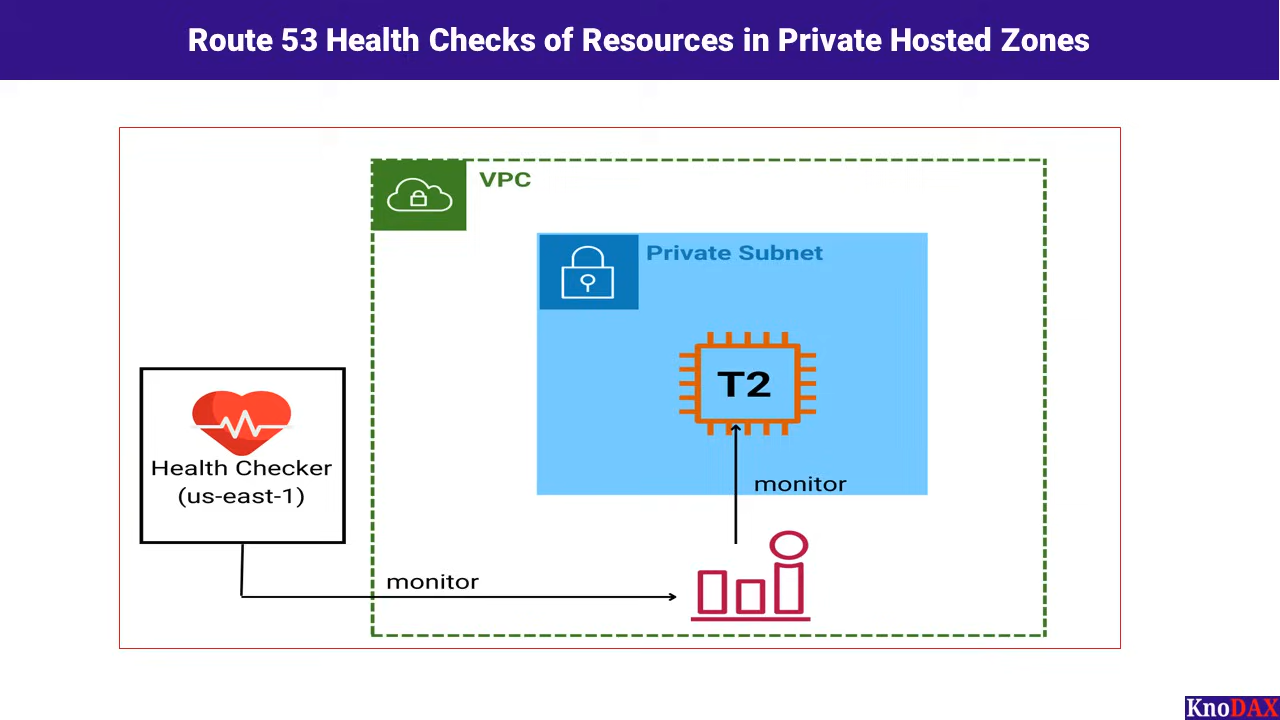 Route 53 Health Checks of Resources in Private Hosted Zones
VPC
Private Subnet
T2
Health Checker
(us-east-1)
monitor
monitor
KnoDAX